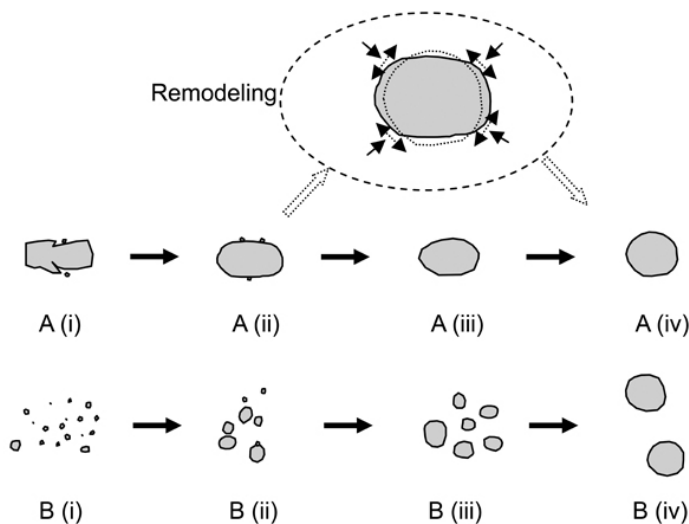 Remodeling
A (i)
A (ii)
A (iii)
A (iv)
B (i)
B (ii)
B (iii)
B (iv)